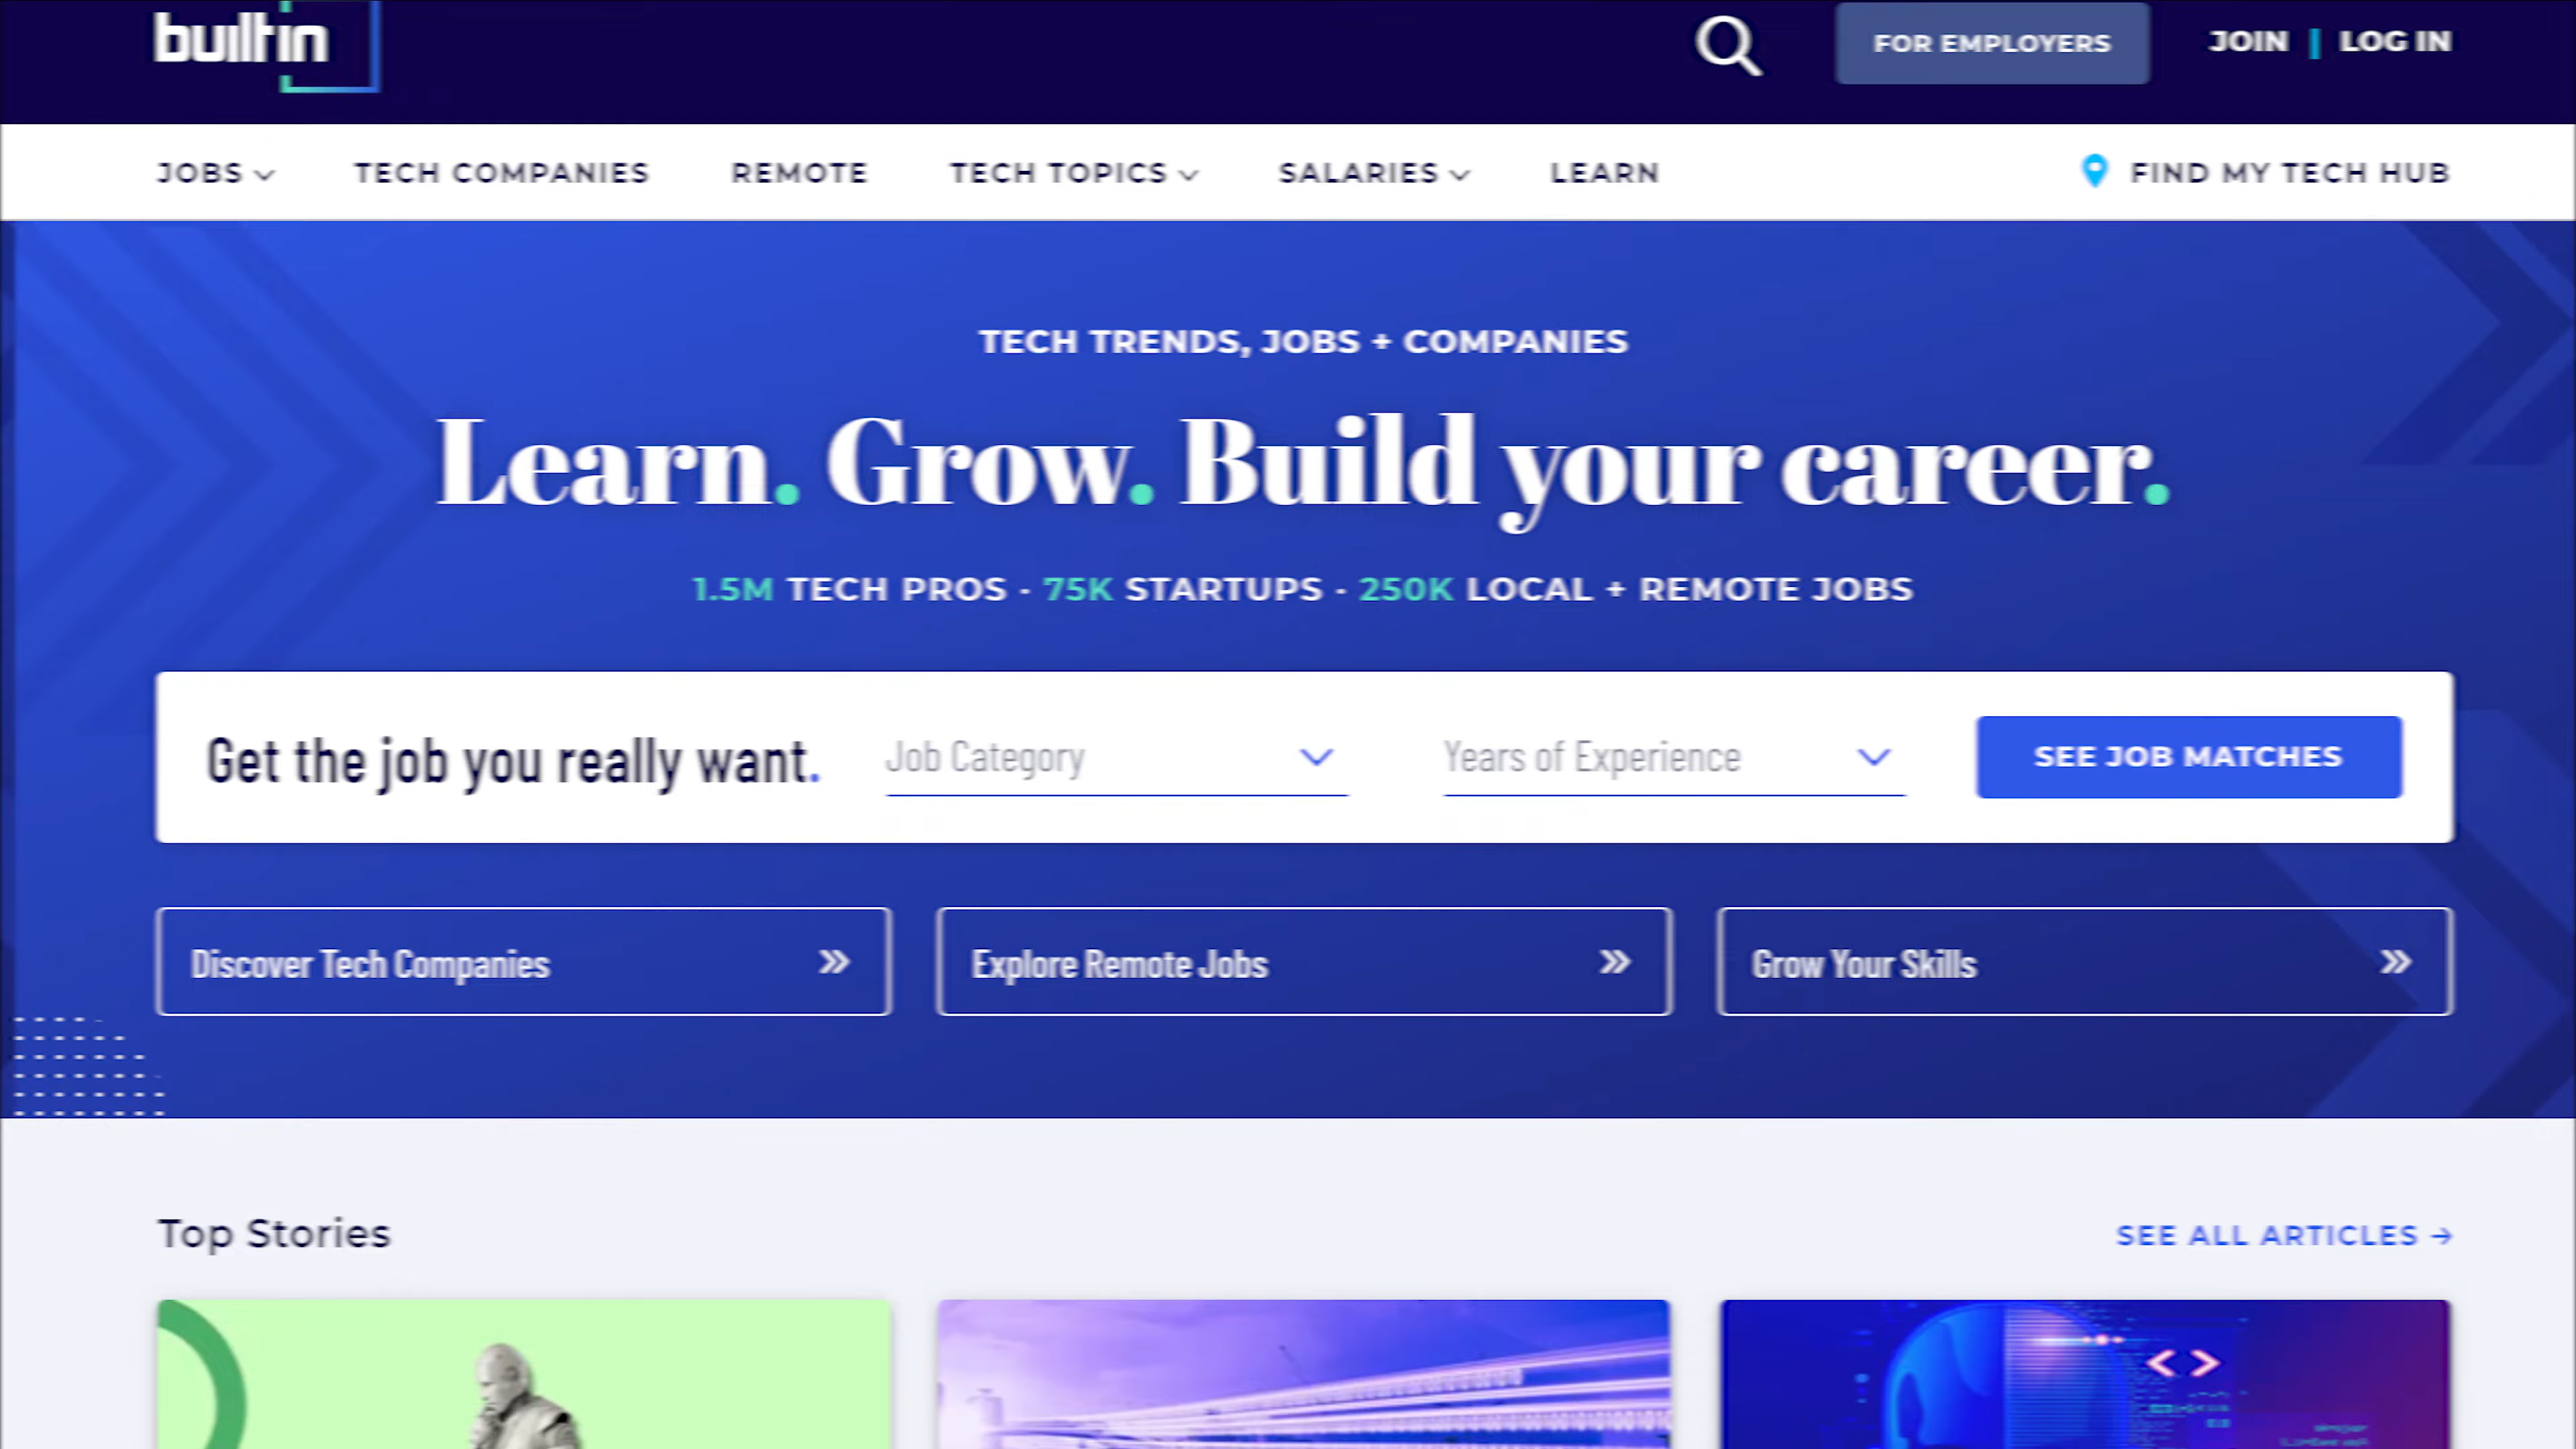 builtin
FOR EMPLOYERS
JOIN | LOG IN
JOBS
TECH COMPANIES
REMOTE
TECH TOPICS
SALARIES
LEARN
FIND MY TECH HUB
TECH TRENDS, JOBS + COMPANIES
Learn. Grow. Build your career.
1.5M TECH PROS - 75K STARTUPS - 250K LOCAL + REMOTE JOBS
Get the job you really want.
Job Category
Years of Experience
SEE JOB MATCHES
Discover Tech Companies
Explore Remote Jobs
Grow Your Skills
Top Stories
SEE ALL ARTICLES →